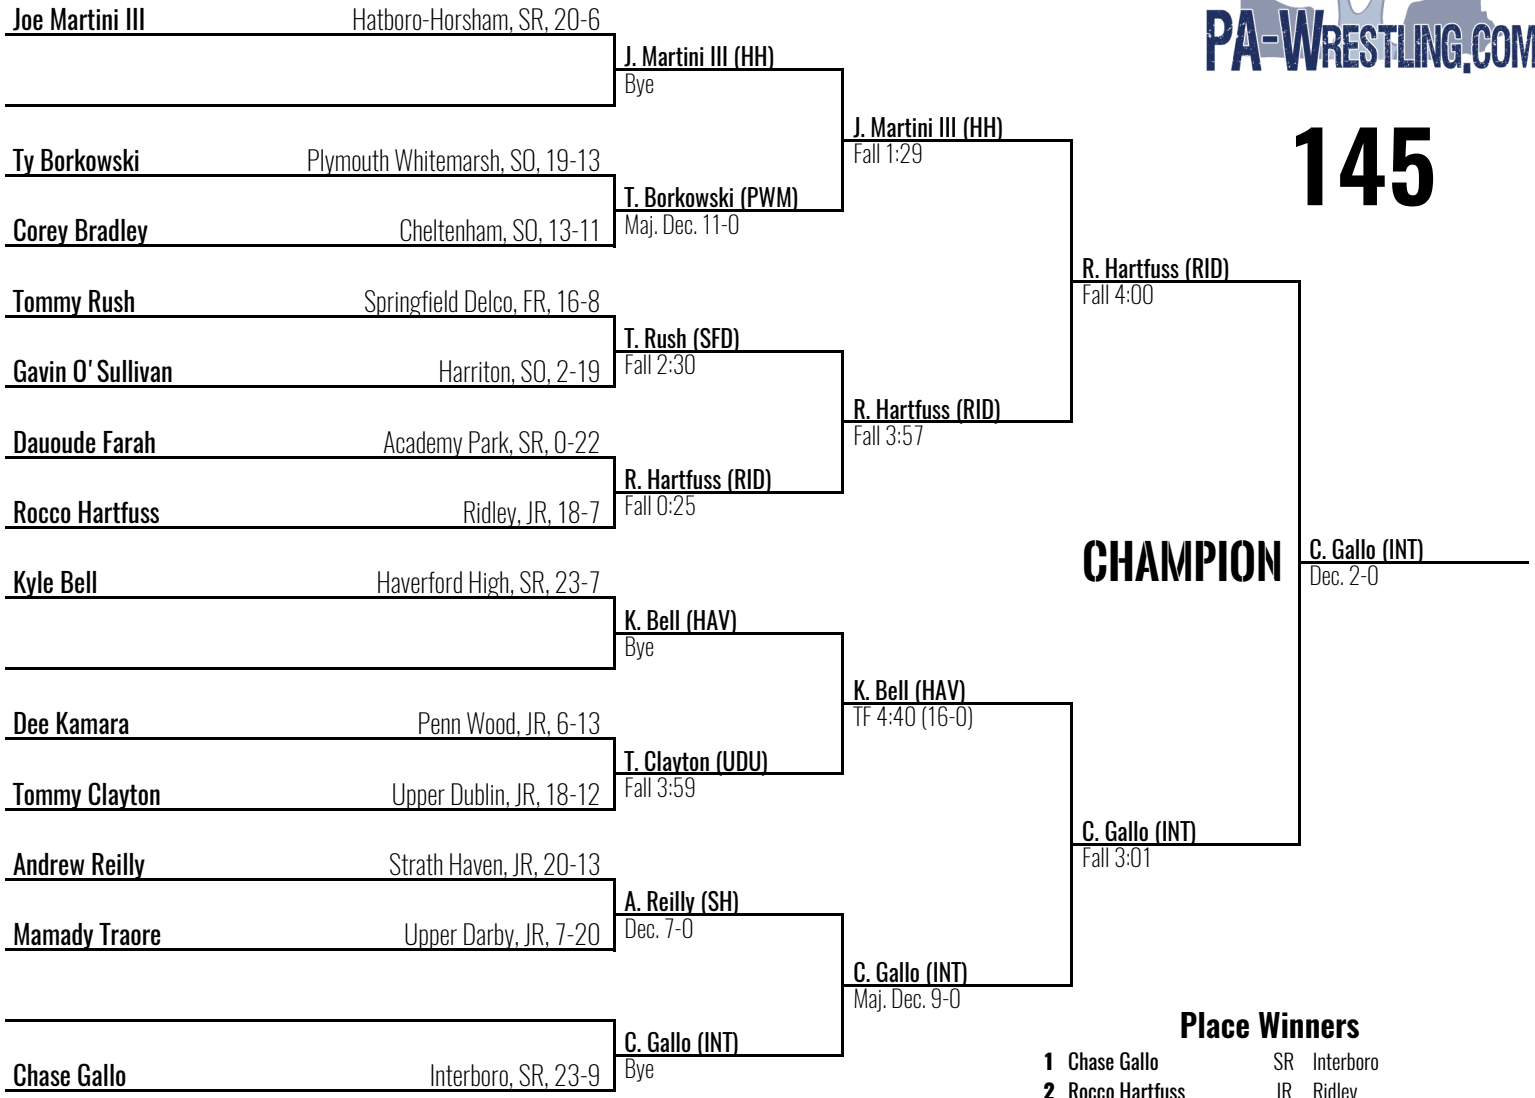 Joe Martini III Hatboro-Horsham, SR, 20-6
PA-WRESTLING.COM
J. Martini III (HH)
Bye
145
J. Martini III (HH)
Fall 1:29
Ty Borkowski Plymouth Whitemarsh, SO, 19-13
T. Borkowski (PWM)
Maj. Dec. 11-0
Corey Bradley Cheltenham, SO, 13-11
R. Hartfuss (RID)
Fall 4:00
Tommy Rush Springfield Delco, FR, 16-8
T. Rush (SFD)
Fall 2:30
Gavin O'Sullivan Harriton, SO, 2-19
R. Hartfuss (RID)
Fall 3:57
Dauoude Farah Academy Park, SR, 0-22
R. Hartfuss (RID)
Fall 0:25
Rocco Hartfuss Ridley, JR, 18-7
CHAMPION
C. Gallo (INT)
Dec. 2-0
Kyle Bell Haverford High, SR, 23-7
K. Bell (HAV)
Bye
K. Bell (HAV)
TF 4:40 (16-0)
Dee Kamara Penn Wood, JR, 6-13
T. Clayton (UDU)
Fall 3:59
Tommy Clayton Upper Dublin, JR, 18-12
C. Gallo (INT)
Fall 3:01
Andrew Reilly Strath Haven, JR, 20-13
A. Reilly (SH)
Dec. 7-0
Mamady Traore Upper Darby, JR, 7-20
C. Gallo (INT)
Maj. Dec. 9-0
C. Gallo (INT)
Bye
Chase Gallo Interboro, SR, 23-9
Place Winners
1 Chase Gallo SR Interboro
2 Rocco Hartfuss JR Ridley